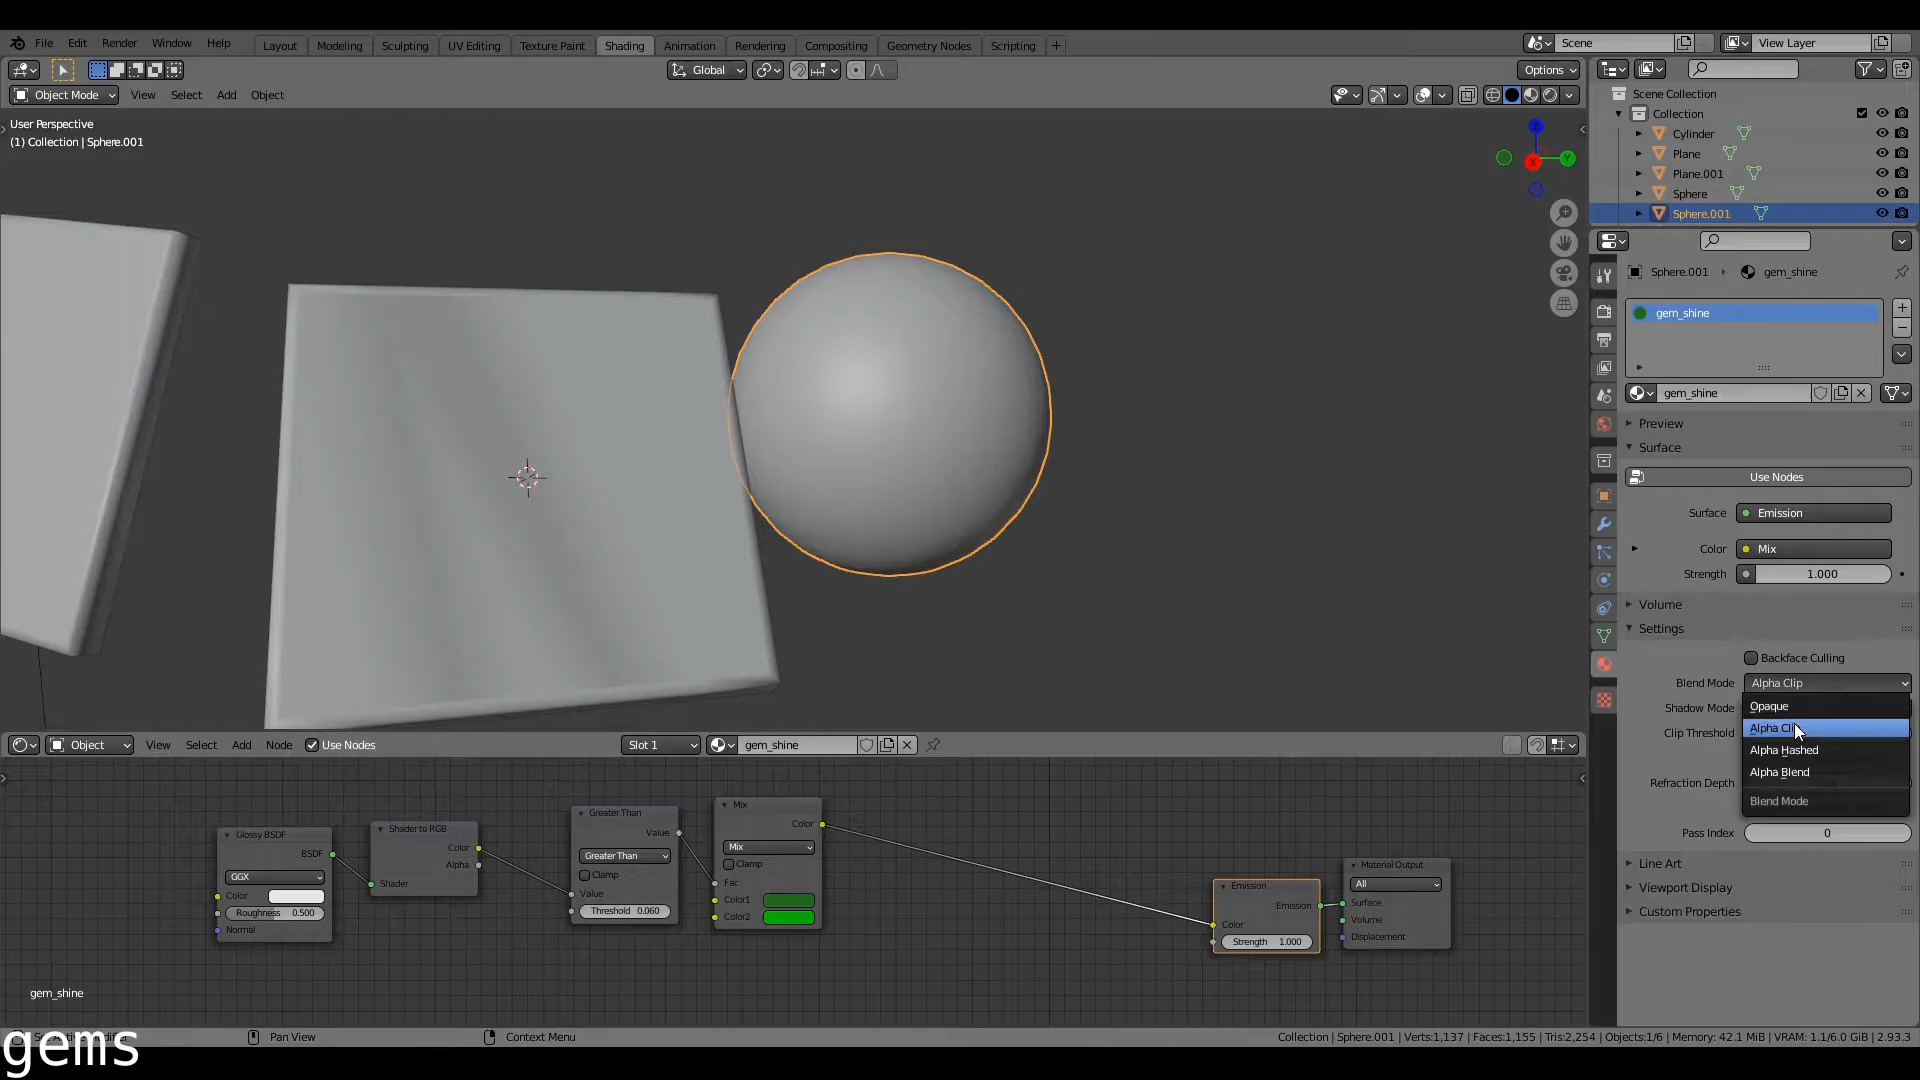 File Edit Render Window Help
Layout Modeling Sculpting UV Editing Texture Paint Shading Animation Rendering Compositing Geometry Nodes Scripting +
Scene
View Layer
Global
Options
Object Mode View Select Add Object
User Perspective
(1) Collection | Sphere.001
Z
X
Y
Scene Collection
Collection
Cylinder
Plane
Plane.001
Sphere
Sphere.001
Sphere.001 › gem_shine
gem_shine
gem_shine
Preview
Surface
Use Nodes
Surface Emission
Color Mix
Strength 1.000
Volume
Settings
Backface Culling
Blend Mode Alpha Clip
Shadow Mode
Clip Threshold
Refraction Depth
Pass Index 0
Opaque
Alpha Cli
Alpha Hashed
Alpha Blend
Blend Mode
Line Art
Viewport Display
Custom Properties
Object View Select Add Node Use Nodes
Slot 1
gem_shine
Glossy BSDF
BSDF
GGX
Color
Roughness 0.500
Normal
Shader to RGB
Color
Alpha
Shader
Greater Than
Value
Greater Than
Clamp
Value
Threshold 0.060
Mix
Color
Mix
Clamp
Fac
Color1
Color2
Emission
Emission
Color
Strength 1.000
Material Output
All
Surface
Volume
Displacement
gem_shine
gems
Pan View
Context Menu
Collection | Sphere.001 | Verts:1,137 | Faces:1,155 | Tris:2,254 | Objects:1/6 | Memory: 42.1 MiB | VRAM: 1.1/6.0 GiB | 2.93.3